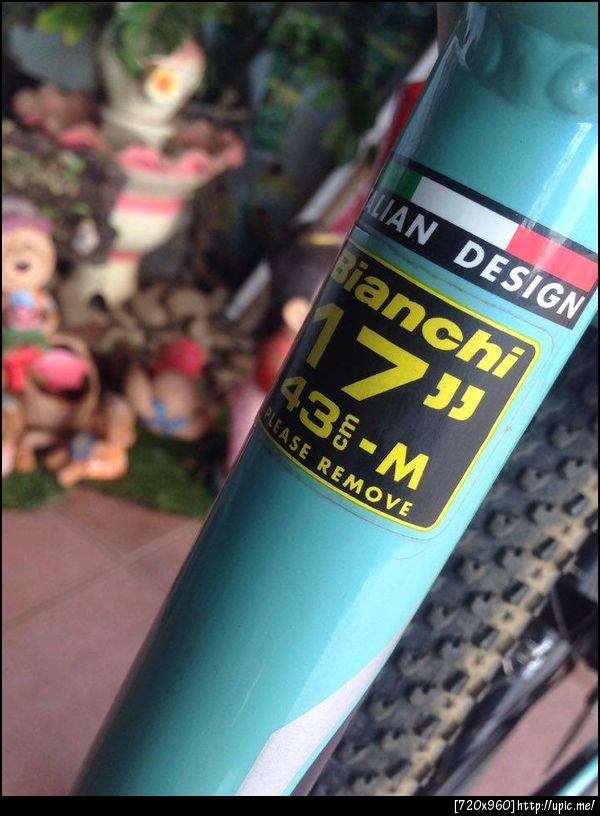 ALIAN DESIGN
Bianchi
17"
43cm-M
PLEASE REMOVE
[720x960]http://upic.me/